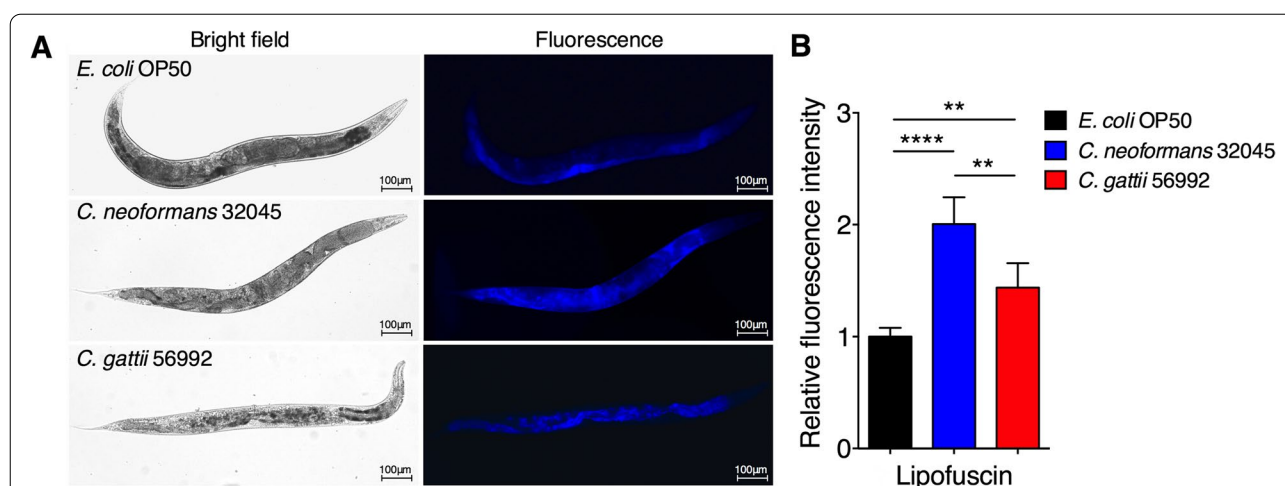 A
Bright field
Fluorescence
E. coli OP50
100µm
100µm
C. neoformans 32045
100µm
100µm
C. gattii 56992
100µm
100µm
B
Relative fluorescence intensity
3
2
1
0
**
****
**
Lipofuscin
E. coli OP50
C. neoformans 32045
C. gattii 56992